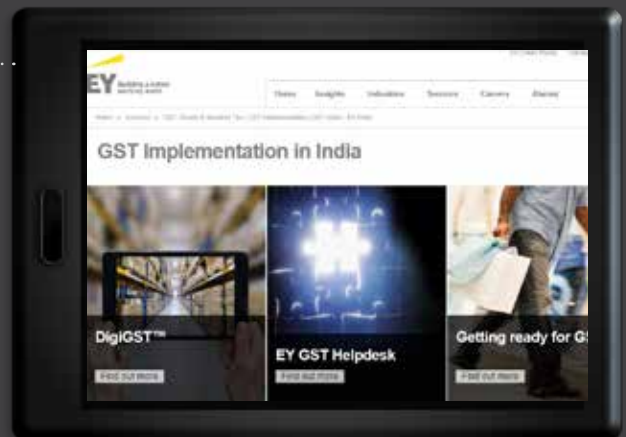 . .
EY Building a better
working world
Home Insights Industries Services Careers Alumni
GST Implementation in India
DigiGST™
Find out more
EY GST Helpdesk
Find out more
Getting ready for GS
Find out more